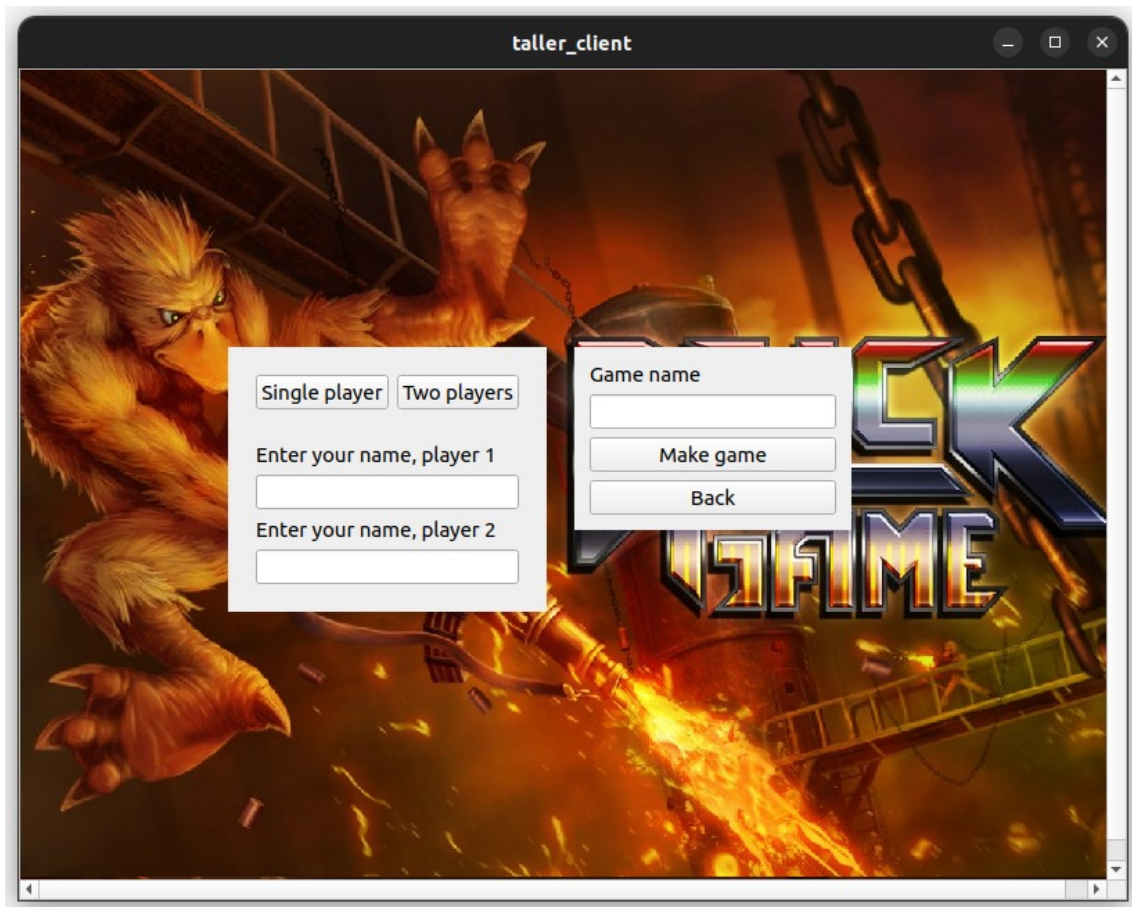 taller_client
Single player Two players
Enter your name, player 1
Enter your name, player 2
Game name
Make game
Back
GAME